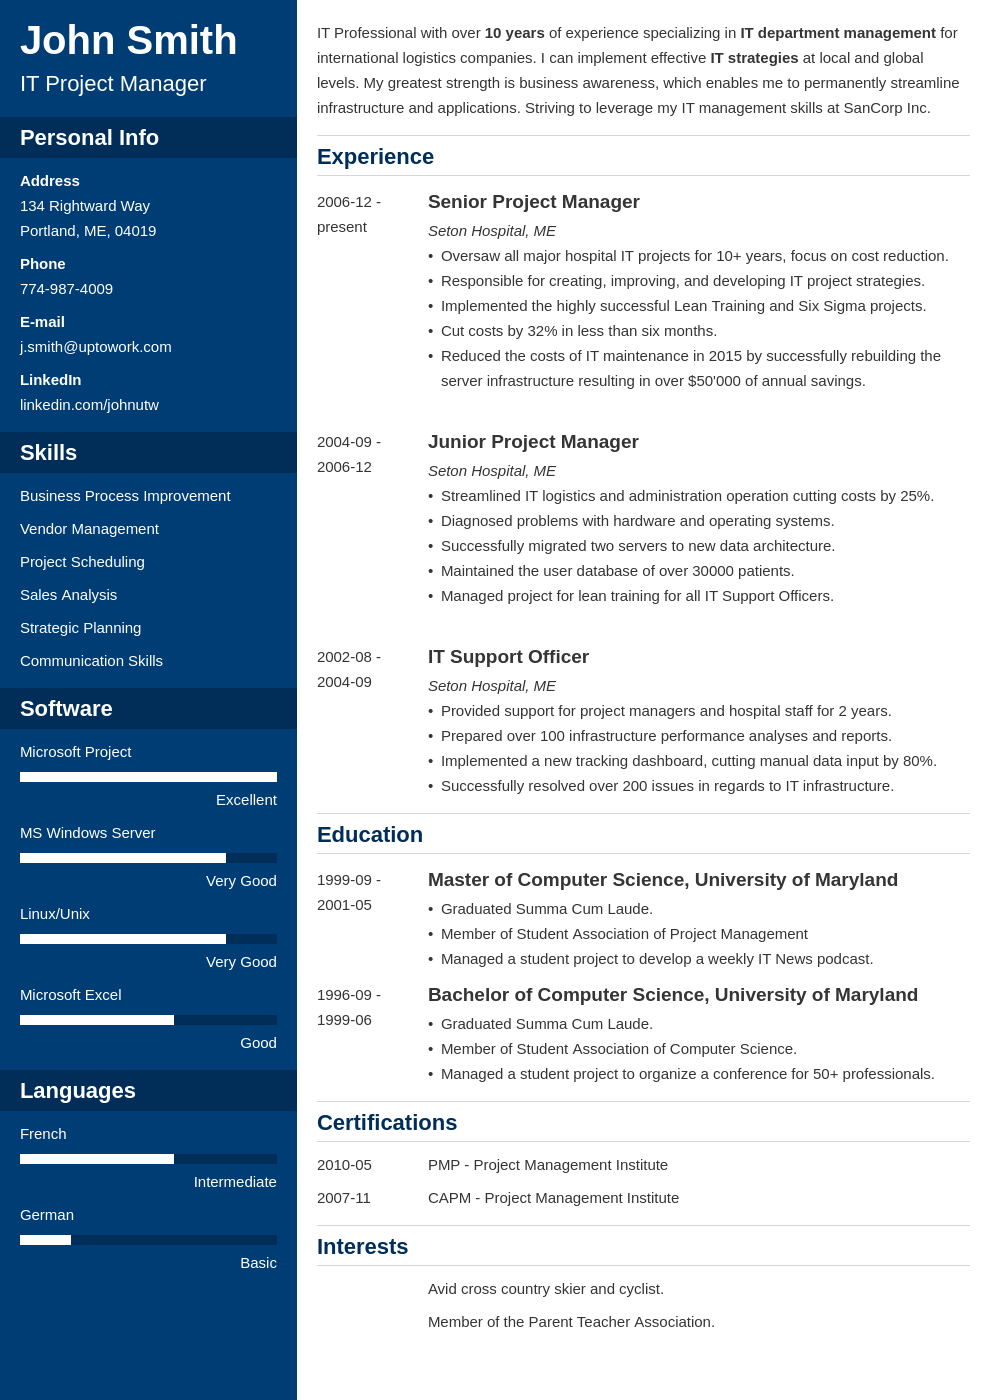 John Smith
IT Project Manager
Personal Info
Address
134 Rightward Way
Portland, ME, 04019
Phone
774-987-4009
E-mail
j.smith@uptowork.com
LinkedIn
linkedin.com/johnutw
Skills
Business Process Improvement
Vendor Management
Project Scheduling
Sales Analysis
Strategic Planning
Communication Skills
Software
Microsoft Project
Excellent
MS Windows Server
Very Good
Linux/Unix
Very Good
Microsoft Excel
Good
Languages
French
Intermediate
German
Basic
IT Professional with over 10 years of experience specializing in IT department management for
international logistics companies. I can implement effective IT strategies at local and global
levels. My greatest strength is business awareness, which enables me to permanently streamline
infrastructure and applications. Striving to leverage my IT management skills at SanCorp Inc.
Experience
2006-12 -
present
Senior Project Manager
Seton Hospital, ME
• Oversaw all major hospital IT projects for 10+ years, focus on cost reduction.
• Responsible for creating, improving, and developing IT project strategies.
• Implemented the highly successful Lean Training and Six Sigma projects.
• Cut costs by 32% in less than six months.
• Reduced the costs of IT maintenance in 2015 by successfully rebuilding the
server infrastructure resulting in over $50'000 of annual savings.
2004-09 -
2006-12
Junior Project Manager
Seton Hospital, ME
• Streamlined IT logistics and administration operation cutting costs by 25%.
• Diagnosed problems with hardware and operating systems.
• Successfully migrated two servers to new data architecture.
• Maintained the user database of over 30000 patients.
• Managed project for lean training for all IT Support Officers.
2002-08 -
2004-09
IT Support Officer
Seton Hospital, ME
• Provided support for project managers and hospital staff for 2 years.
• Prepared over 100 infrastructure performance analyses and reports.
• Implemented a new tracking dashboard, cutting manual data input by 80%.
• Successfully resolved over 200 issues in regards to IT infrastructure.
Education
1999-09 -
2001-05
Master of Computer Science, University of Maryland
• Graduated Summa Cum Laude.
• Member of Student Association of Project Management
• Managed a student project to develop a weekly IT News podcast.
1996-09 -
1999-06
Bachelor of Computer Science, University of Maryland
• Graduated Summa Cum Laude.
• Member of Student Association of Computer Science.
• Managed a student project to organize a conference for 50+ professionals.
Certifications
2010-05 PMP - Project Management Institute
2007-11 CAPM - Project Management Institute
Interests
Avid cross country skier and cyclist.
Member of the Parent Teacher Association.